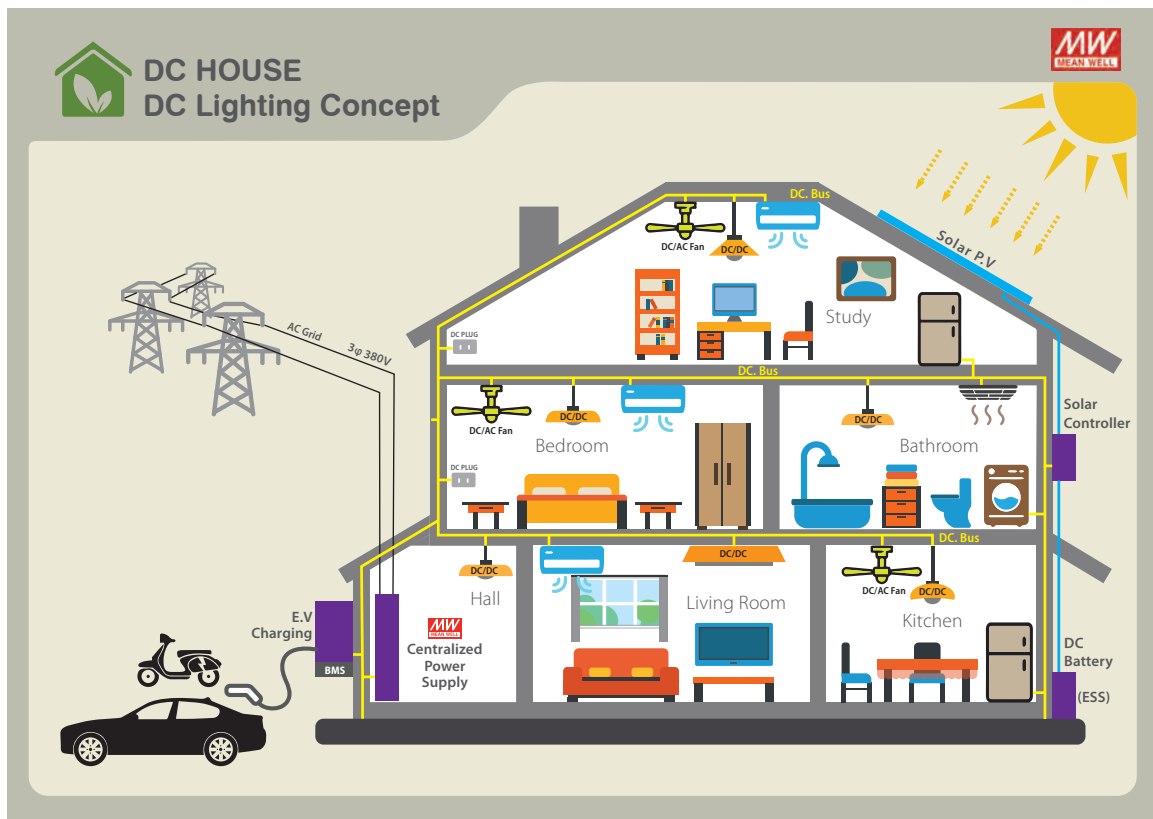 DC HOUSE
DC Lighting Concept
MW
MEAN WELL
DC. Bus
Solar P.V
DC/AC Fan
DC/DC
Study
DC PLUG
AC Grid
3φ 380V
DC. Bus
DC/AC Fan
DC/DC
Bedroom
DC PLUG
DC/DC
Bathroom
Solar
Controller
DC. Bus
DC/DC
Hall
DC/DC
Living Room
DC/AC Fan
DC/DC
Kitchen
E.V
Charging
BMS
MW
MEAN WELL
Centralized
Power
Supply
DC
Battery
(ESS)